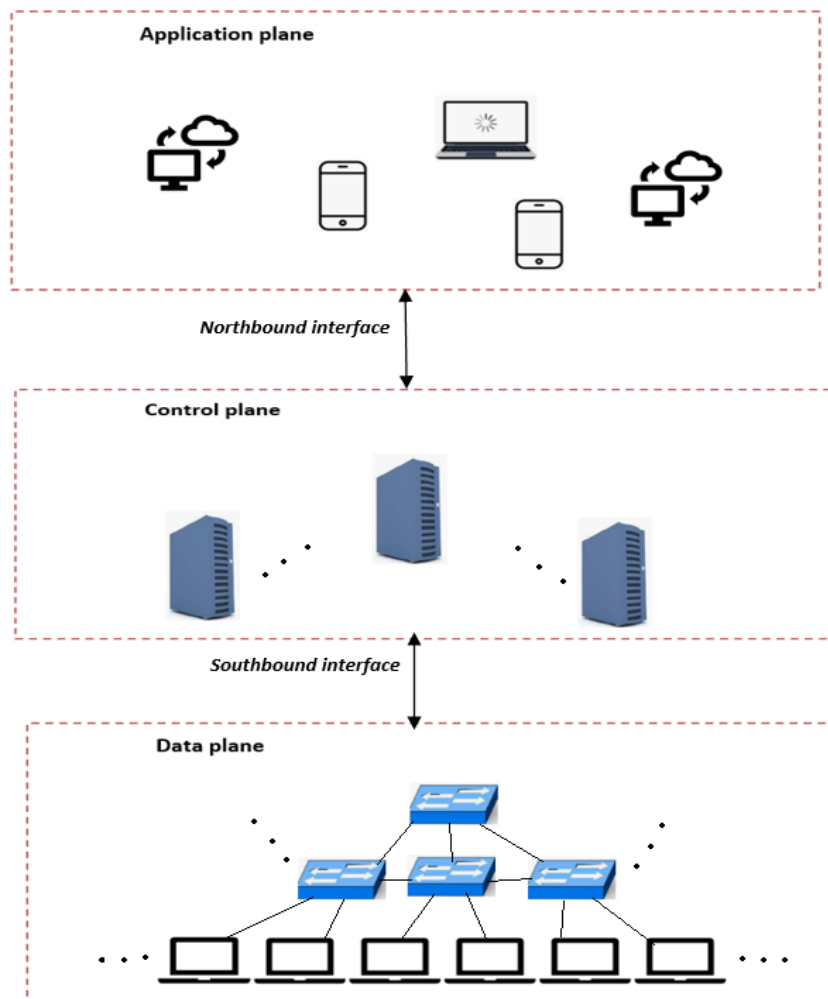 Application plane
Northbound interface
Control plane
Southbound interface
Data plane